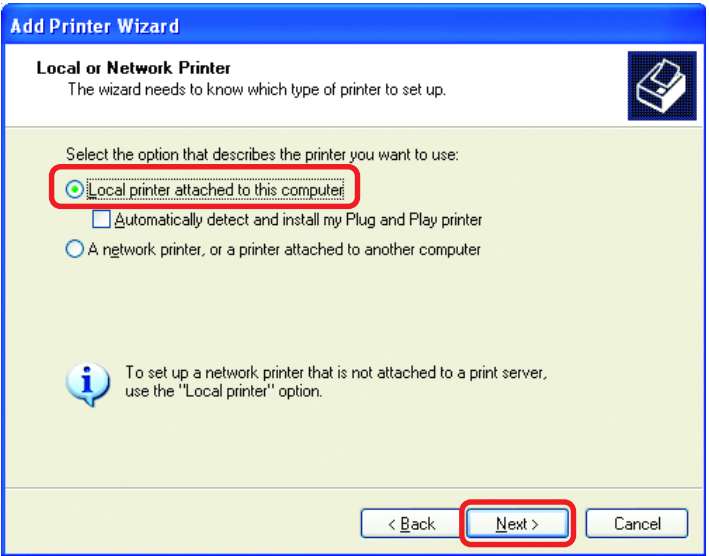 Add Printer Wizard
Local or Network Printer
The wizard needs to know which type of printer to set up.
Select the option that describes the printer you want to use:
Local printer attached to this computer
Automatically detect and install my Plug and Play printer
A network printer, or a printer attached to another computer
To set up a network printer that is not attached to a print server,
use the "Local printer" option.
< Back
Next >
Cancel